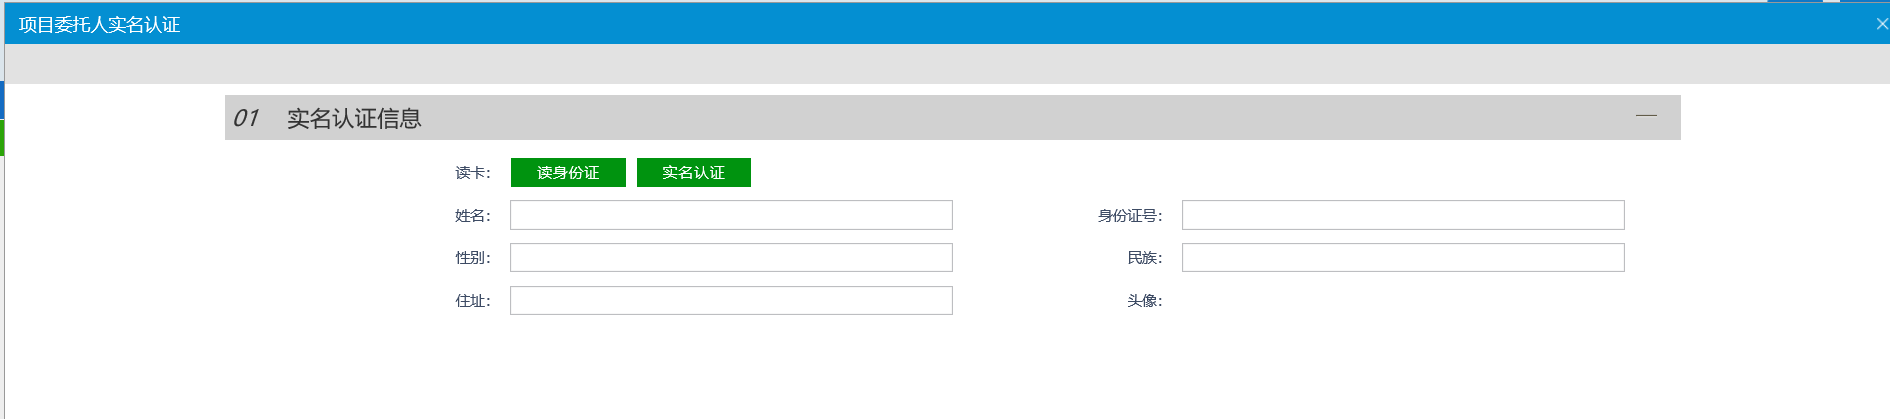 项目委托人实名认证
01 实名认证信息
读卡： 读身份证 实名认证
姓名： 身份证号：
性别： 民族：
住址： 头像：